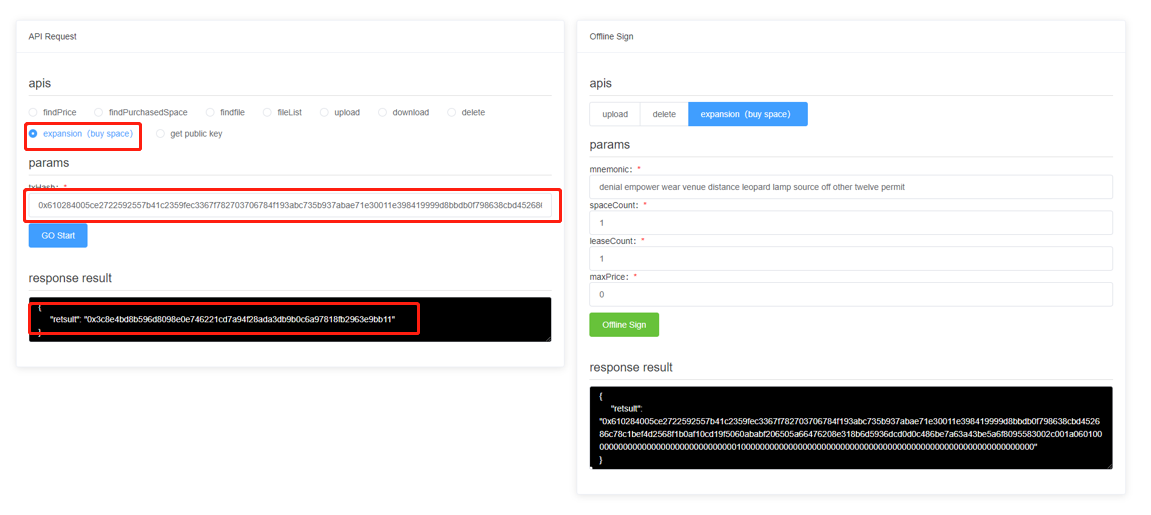 API Request
apis
findPrice findPurchasedSpace findfile fileList upload download delete
expansion（buy space） get public key
params
txHash: *
0x610284005ce2722592557b41c2359fec3367f782703706784f193abc735b937abae71e30011e398419999d8bbdb0f798638cbd45268
GO Start
response result
{
"retsult": "0x3c8e4bd8b596d8098e0e746221cd7a94f28ada3db9b0c6a97818fb2963e9bb11"
}
Offline Sign
apis
upload delete expansion（buy space）
params
mnemonic: *
denial empower wear venue distance leopard lamp source off other twelve permit
spaceCount: *
1
leaseCount: *
1
maxPrice: *
0
Offline Sign
response result
{
"retsult":
"0x610284005ce2722592557b41c2359fec3367f782703706784f193abc735b937abae71e30011e398419999d8bbdb0f798638cbd4526
86c78c1bef4d2568f1b0af10cd19f5060ababf206505a66476208e318b6d5936dcd0d0c486be7a63a43be5a6f8095583002c001a060100
}